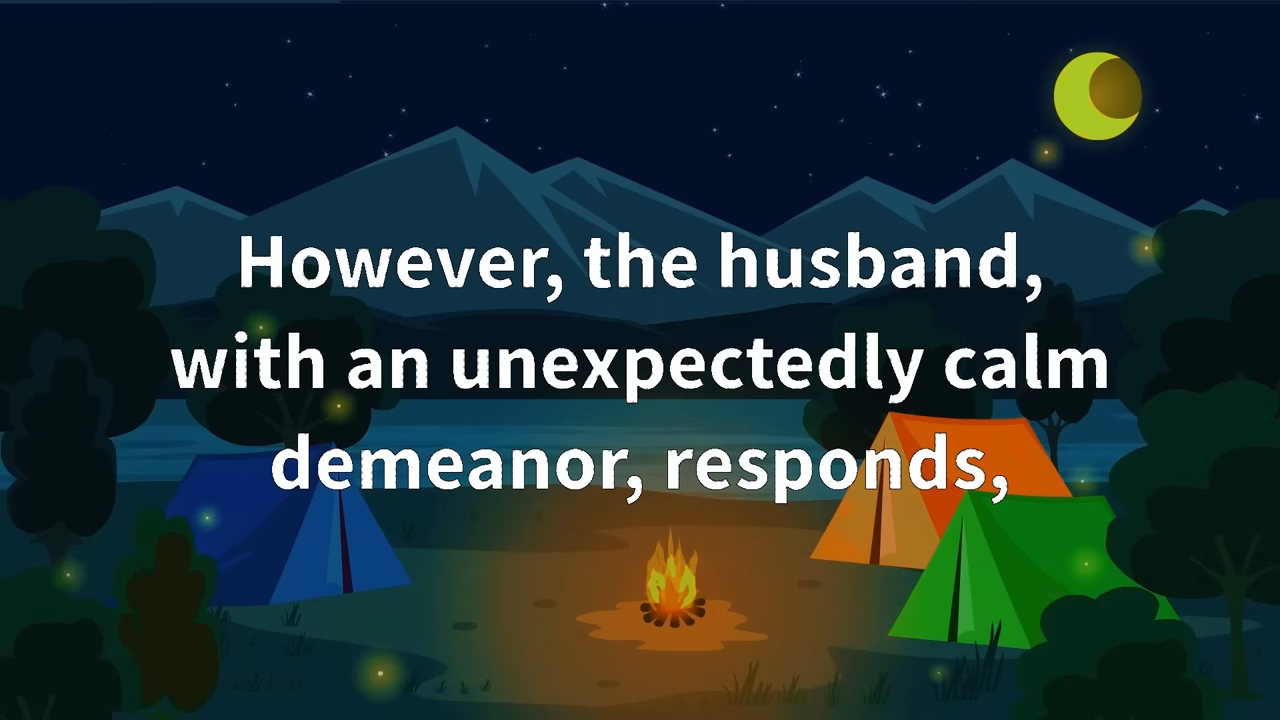 However, the husband,
with an unexpectedly calm
demeanor, responds,